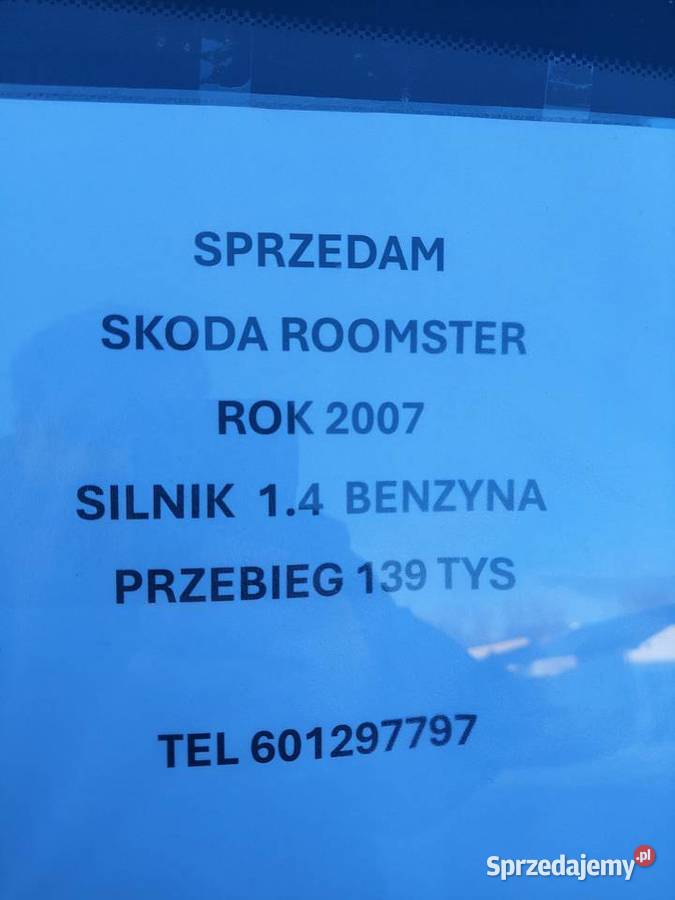 SPRZEDAM
SKODA ROOMSTER
ROK 2007
SILNIK 1.4 BENZYNA
PRZEBIEG 139 TYS
TEL 601297797
Sprzedajemy.pl